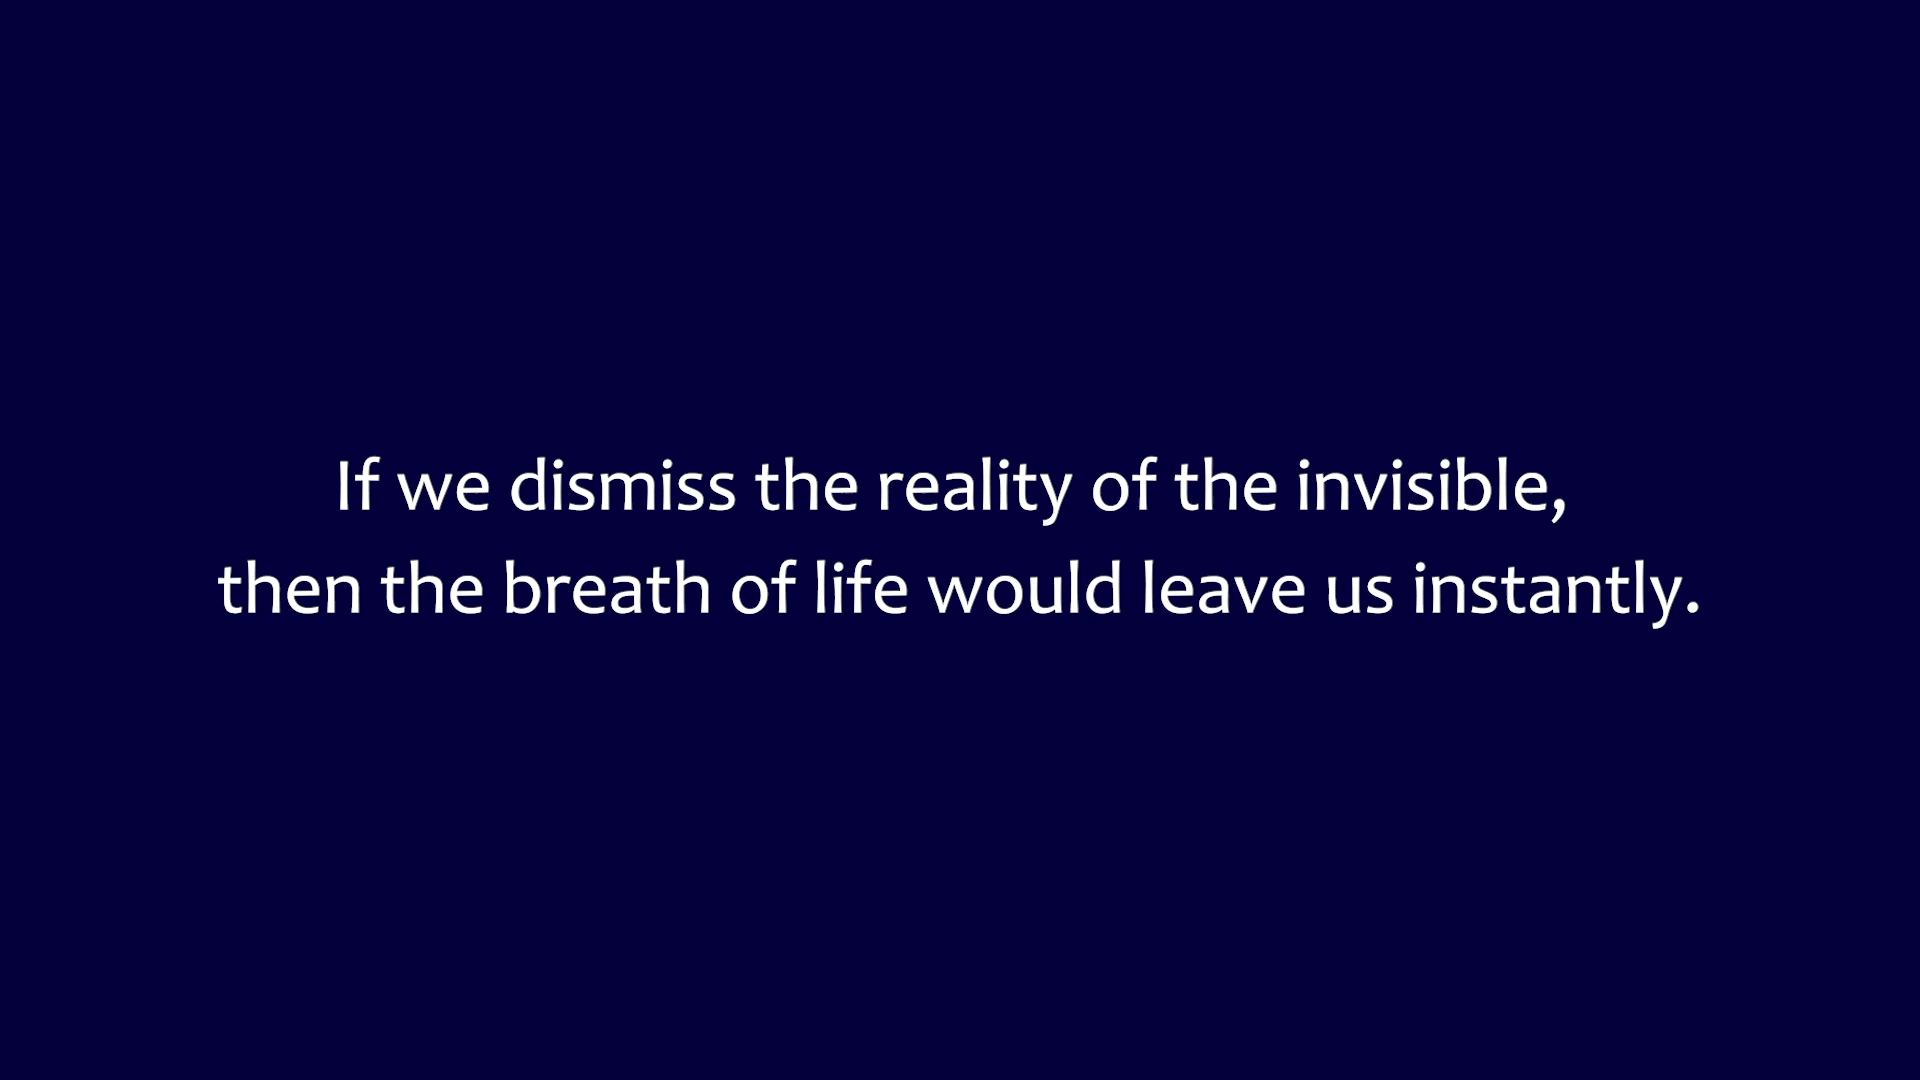 If we dismiss the reality of the invisible,
then the breath of life would leave us instantly.